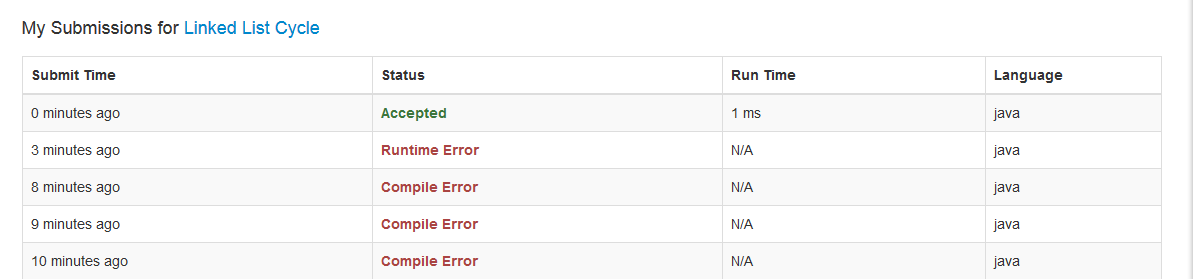 My Submissions for Linked List Cycle
Submit Time Status Run Time Language
0 minutes ago Accepted 1 ms java
3 minutes ago Runtime Error N/A java
8 minutes ago Compile Error N/A java
9 minutes ago Compile Error N/A java
10 minutes ago Compile Error N/A java